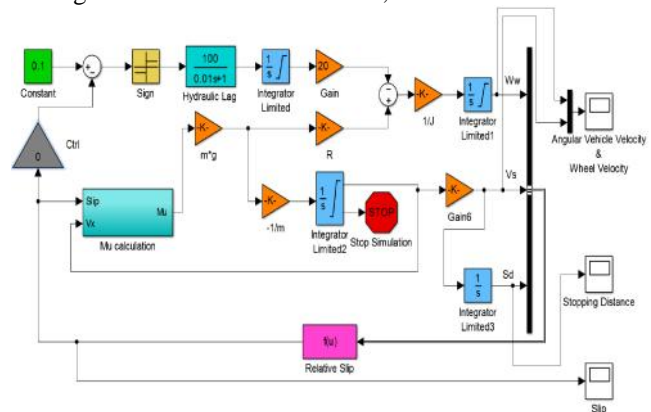 0.1
Constant
+
-
Sign
100
0.01s+1
Hydraulic Lag
1
s
Integrator
Limited
20
Gain
-
+
-K-
1/J
1
s
Integrator
Limited1
Ww
Angular Vehicle Velocity
&
Wheel Velocity
0
Ctrl
-K-
m*g
-K-
R
Slip
Vx
Mu
Mu calculation
-K-
-1/m
1
s
Integrator
Limited2
STOP
Stop Simulation
-K-
Gain6
Vs
1
s
Integrator
Limited3
Sd
Stopping Distance
f(u)
Relative Slip
Slip